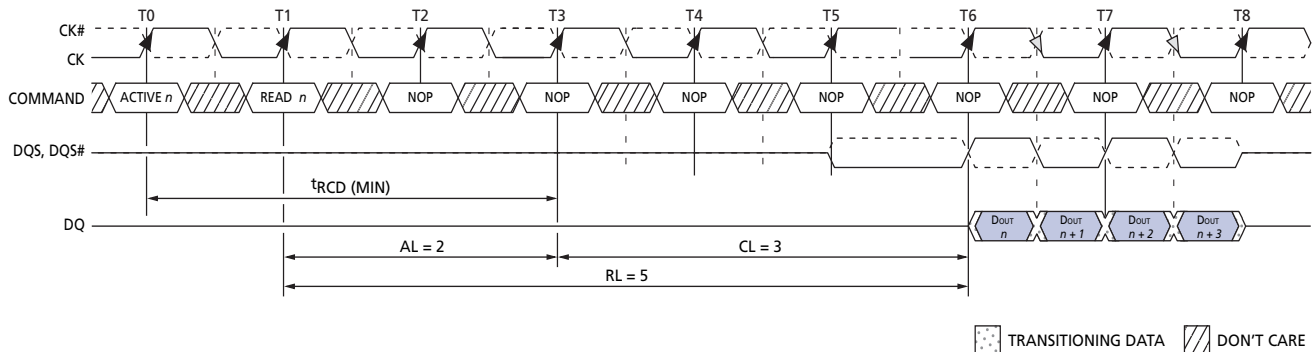 T0 T1 T2 T3 T4 T5 T6 T7 T8
CK#
CK
COMMAND ACTIVE n READ n NOP NOP NOP NOP NOP NOP NOP
DQS, DQS#
tRCD (MIN)
DQ DOUT n DOUT n + 1 DOUT n + 2 DOUT n + 3
AL = 2 CL = 3
RL = 5
TRANSITIONING DATA DON'T CARE